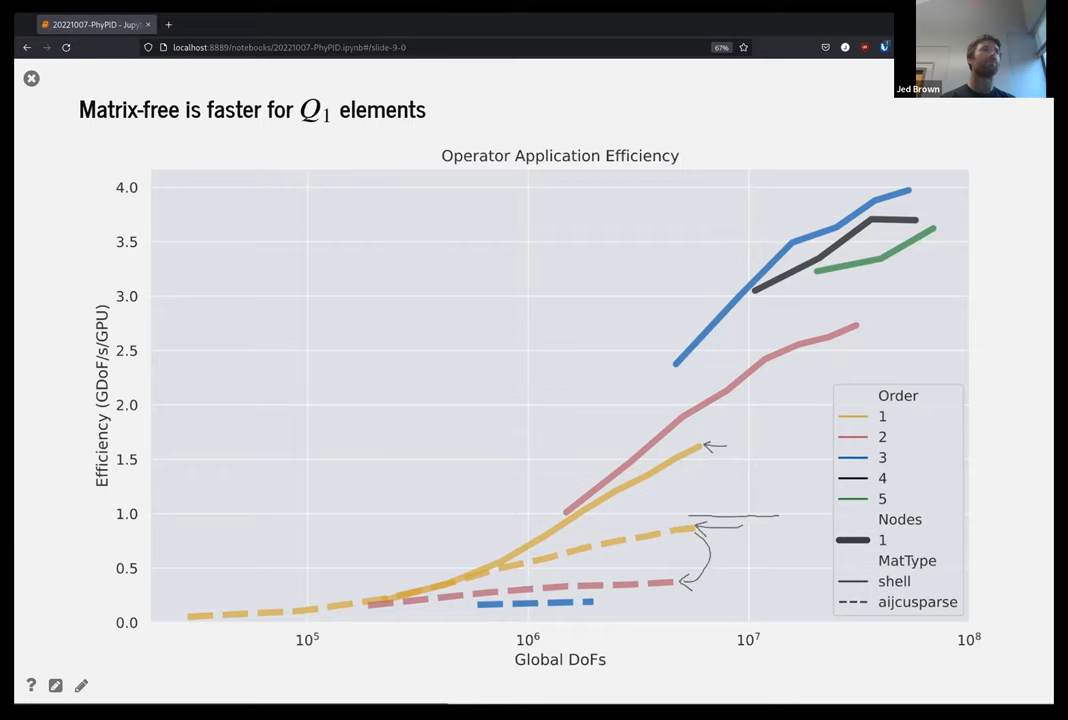 20221007-PhyPID - Jupyt
localhost:8889/notebooks/20221007-PhyPID.ipynb#/slide-9-0
67%
Jed Brown
Matrix-free is faster for Q1 elements
Operator Application Efficiency
Efficiency (GDoF/s/GPU)
4.0
3.5
3.0
2.5
2.0
1.5
1.0
0.5
0.0
10^5
10^6
10^7
10^8
Global DoFs
Order
1
2
3
4
5
Nodes
1
MatType
shell
aijcusparse
?